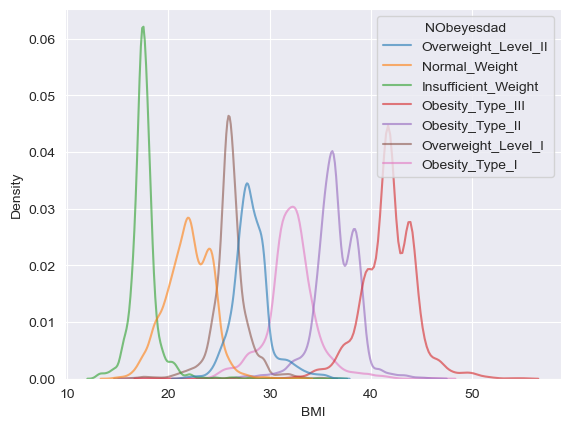 NObeyesdad
Overweight_Level_II
Normal_Weight
Insufficient_Weight
Obesity_Type_III
Obesity_Type_II
Overweight_Level_I
Obesity_Type_I
0.06
0.05
0.04
0.03
0.02
0.01
0.00
Density
10 20 30 40 50
BMI